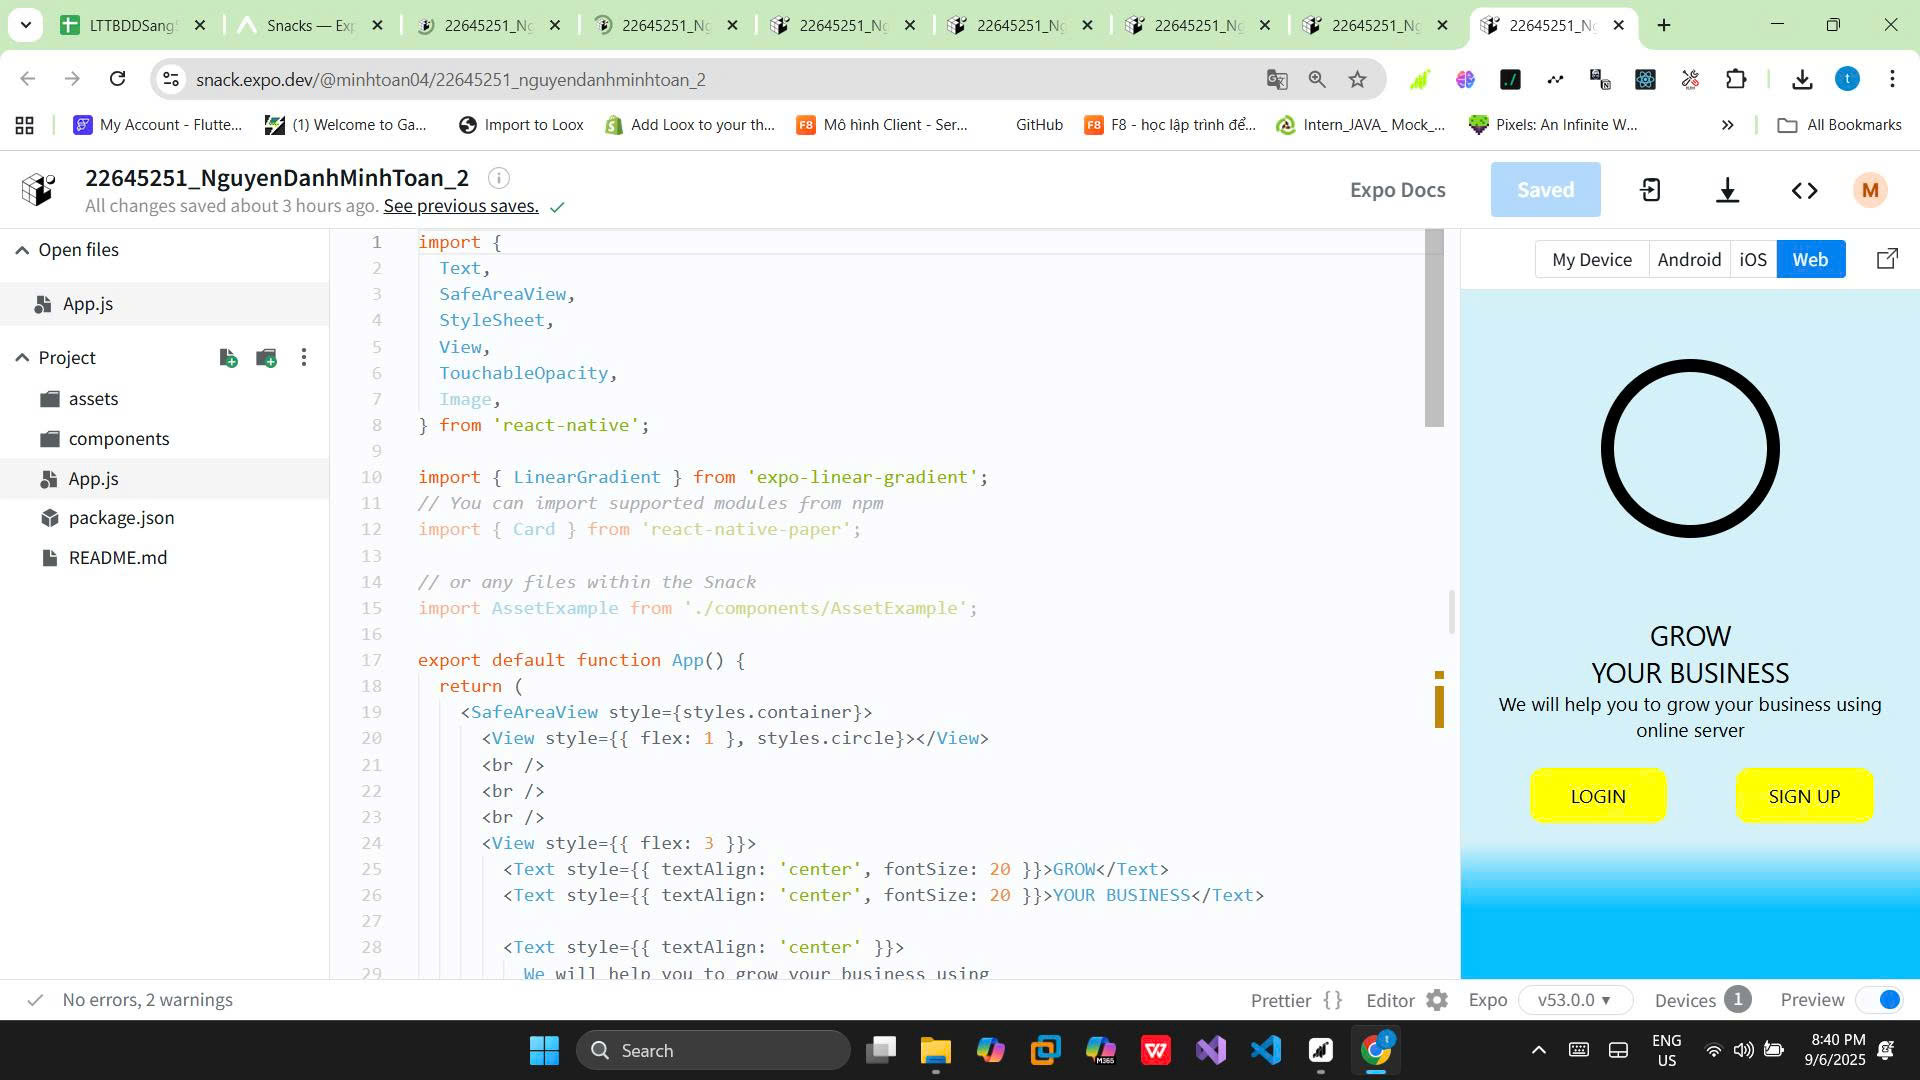 LTTBDDSang
Snacks — Exp
22645251_Ng
22645251_Ng
22645251_Ng
22645251_Ng
22645251_Ng
22645251_Ng
22645251_Ng
snack.expo.dev/@minhtoan04/22645251_nguyendanhminhtoan_2
My Account - Flutte...
(1) Welcome to Ga...
Import to Loox
Add Loox to your th...
F8
Mô hình Client - Ser...
GitHub
F8
F8 - học lập trình để...
Intern_JAVA_ Mock_...
Pixels: An Infinite W...
All Bookmarks
22645251_NguyenDanhMinhToan_2
All changes saved about 3 hours ago. See previous saves.
Expo Docs
Saved
M
Open files
App.js
Project
assets
components
App.js
package.json
README.md
1 import {
2 Text,
3 SafeAreaView,
4 StyleSheet,
5 View,
6 TouchableOpacity,
7 Image,
8 } from 'react-native';
9
10 import { LinearGradient } from 'expo-linear-gradient';
11 // You can import supported modules from npm
12 import { Card } from 'react-native-paper';
13
14 // or any files within the Snack
15 import AssetExample from './components/AssetExample';
16
17 export default function App() {
18 return (
19 <SafeAreaView style={styles.container}>
20 <View style={{ flex: 1 }, styles.circle}></View>
21 <br />
22 <br />
23 <br />
24 <View style={{ flex: 3 }}>
25 <Text style={{ textAlign: 'center', fontSize: 20 }}>GROW</Text>
26 <Text style={{ textAlign: 'center', fontSize: 20 }}>YOUR BUSINESS</Text>
27
28 <Text style={{ textAlign: 'center' }}>
29 We will help you to grow your business using
My Device
Android
iOS
Web
GROW
YOUR BUSINESS
We will help you to grow your business using
online server
LOGIN
SIGN UP
No errors, 2 warnings
Prettier {}
Editor
Expo
v53.0.0
Devices 1
Preview
Search
ENG
US
8:40 PM
9/6/2025